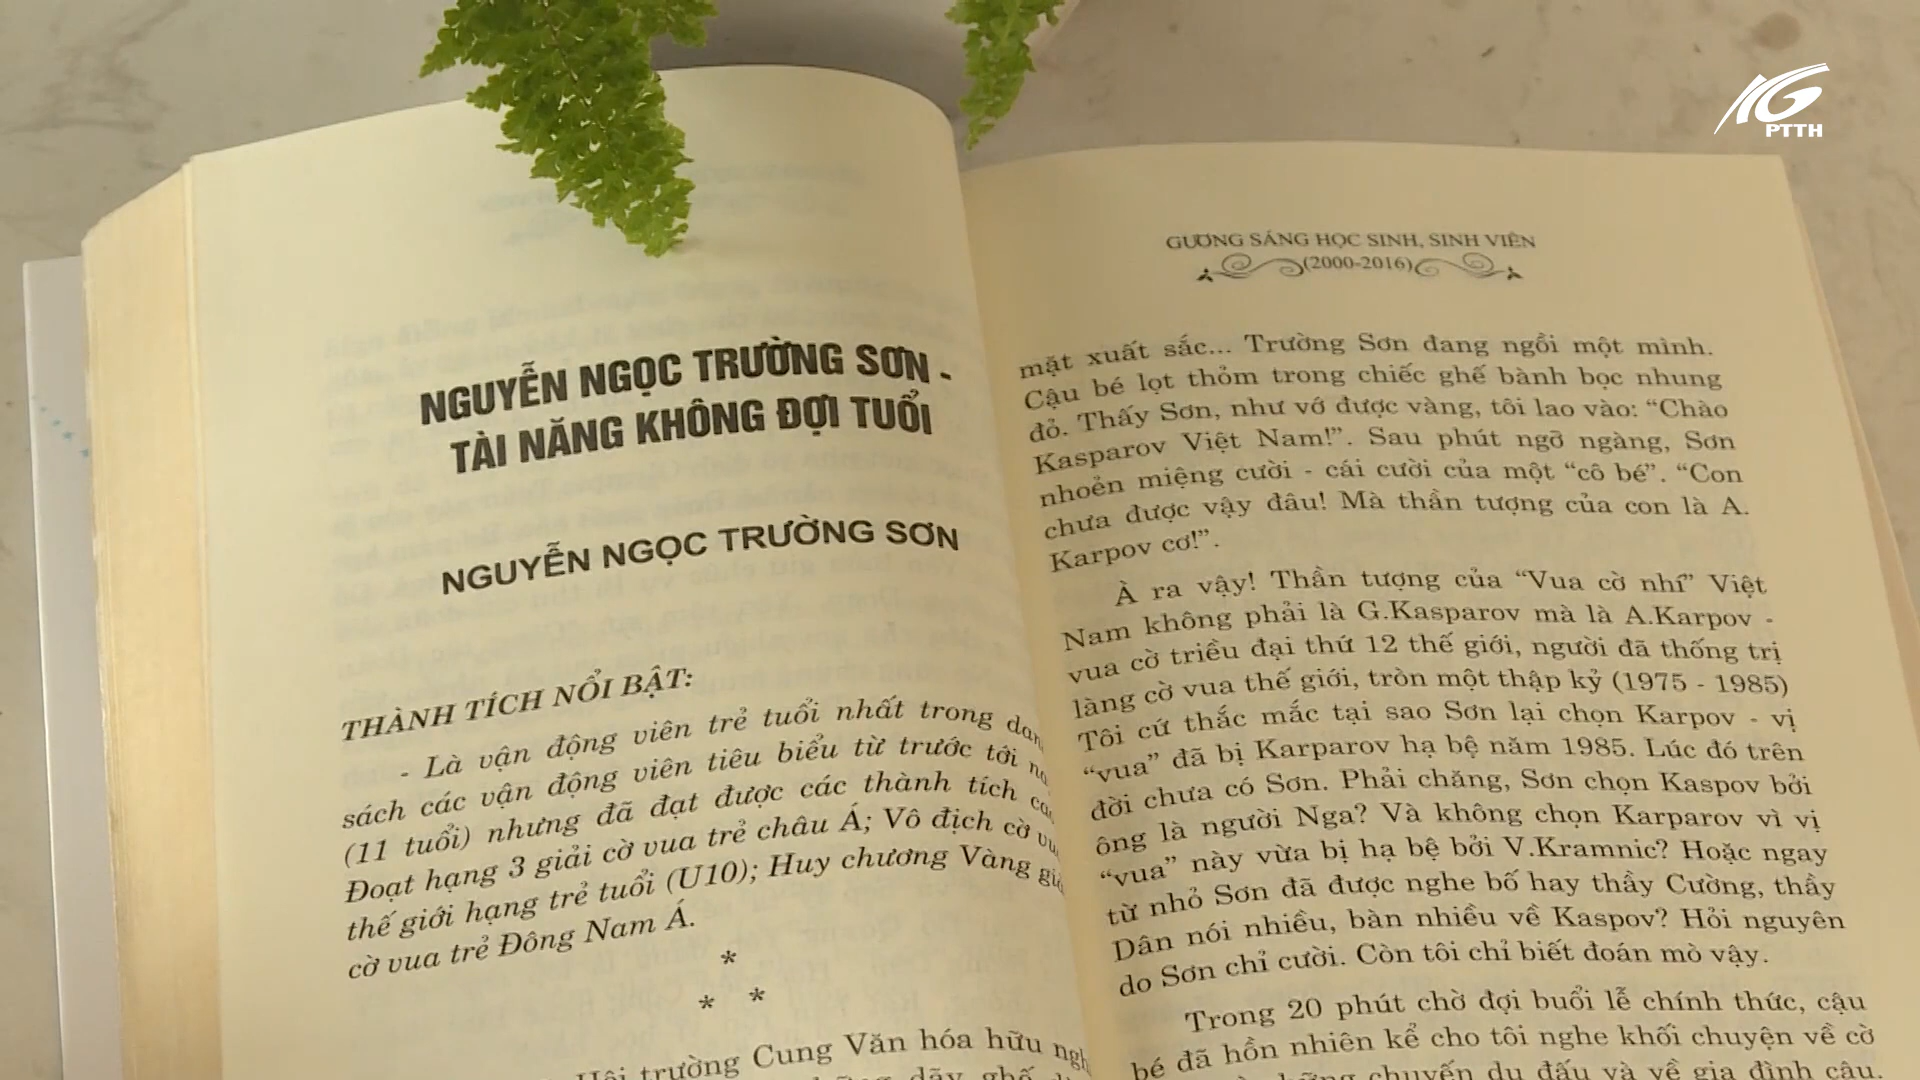 NGUYỄN NGỌC TRƯỜNG SƠN -
TÀI NĂNG KHÔNG ĐỢI TUỔI
NGUYỄN NGỌC TRƯỜNG SƠN
THÀNH TÍCH NỔI BẬT:
- Là vận động viên trẻ tuổi nhất trong
sách các vận động viên tiêu biểu từ trước tới
(11 tuổi) nhưng đã đạt được các thành tích
Đoạt hạng 3 giải cờ vua trẻ châu Á; Vô địch cờ
thế giới hạng trẻ tuổi (U10); Huy chương Vàng
cờ vua trẻ Đông Nam Á.
*
* *
trường Cung Văn hóa hữu
dãy ghế
GƯƠNG SÁNG HỌC SINH, SINH VIÊN
(2000-2016)
mặt xuất sắc... Trường Sơn đang ngồi một mình.
Cậu bé lọt thỏm trong chiếc ghế bành bọc nhung
đỏ. Thấy Sơn, như vớ được vàng, tôi lao vào: “Chào
Kasparov Việt Nam!”. Sau phút ngỡ ngàng, Sơn
nhoẻn miệng cười - cái cười của một “cô bé”. “Con
chưa được vậy đâu! Mà thần tượng của con là A.
Karpov cơ!”.
À ra vậy! Thần tượng của “Vua cờ nhí” Việt
Nam không phải là G.Kasparov mà là A.Karpov -
vua cờ triều đại thứ 12 thế giới, người đã thống trị
làng cờ vua thế giới, tròn một thập kỷ (1975 - 1985)
Tôi cứ thắc mắc tại sao Sơn lại chọn Karpov - vị
“vua” đã bị Karparov hạ bệ năm 1985. Lúc đó trên
đời chưa có Sơn. Phải chăng, Sơn chọn Kaspov bởi
ông là người Nga? Và không chọn Karparov vì vị
“vua” này vừa bị hạ bệ bởi V.Kramnic? Hoặc ngay
từ nhỏ Sơn đã được nghe bố hay thầy Cường, thầy
Dân nói nhiều, bàn nhiều về Kaspov? Hỏi nguyên
do Sơn chỉ cười. Còn tôi chỉ biết đoán mò vậy.
Trong 20 phút chờ đợi buổi lễ chính thức, cậu
bé đã hồn nhiên kể cho tôi nghe khối chuyện về cờ
những chuyến du đấu và về gia đình cậu.
KG
PTTH